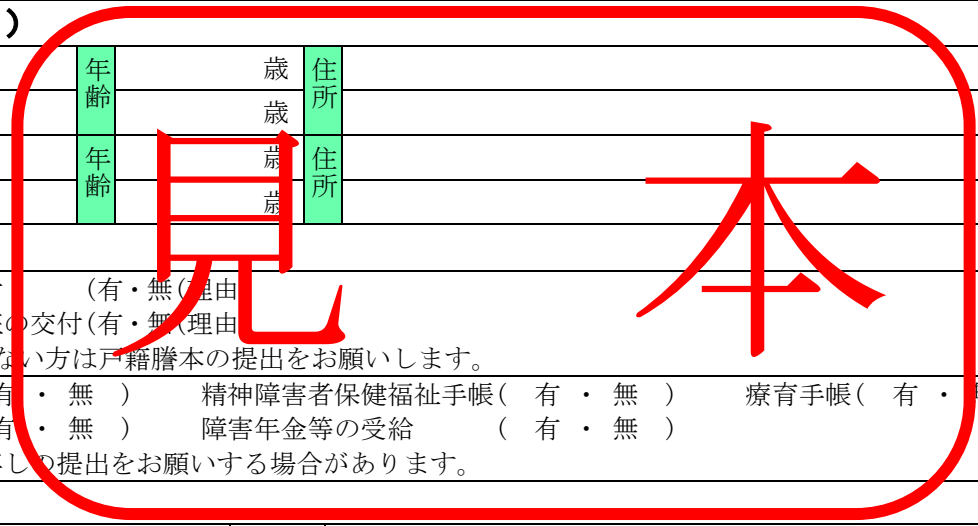 )
年齢 歳 住所
歳
年齢 歳 住所
歳
見本
(有・無(理由
の交付(有・無(理由
ない方は戸籍謄本の提出をお願いします。
有 ・ 無 ) 精神障害者保健福祉手帳( 有 ・ 無 ) 療育手帳( 有 ・
有 ・ 無 ) 障害年金等の受給 ( 有 ・ 無 )
しの提出をお願いする場合があります。